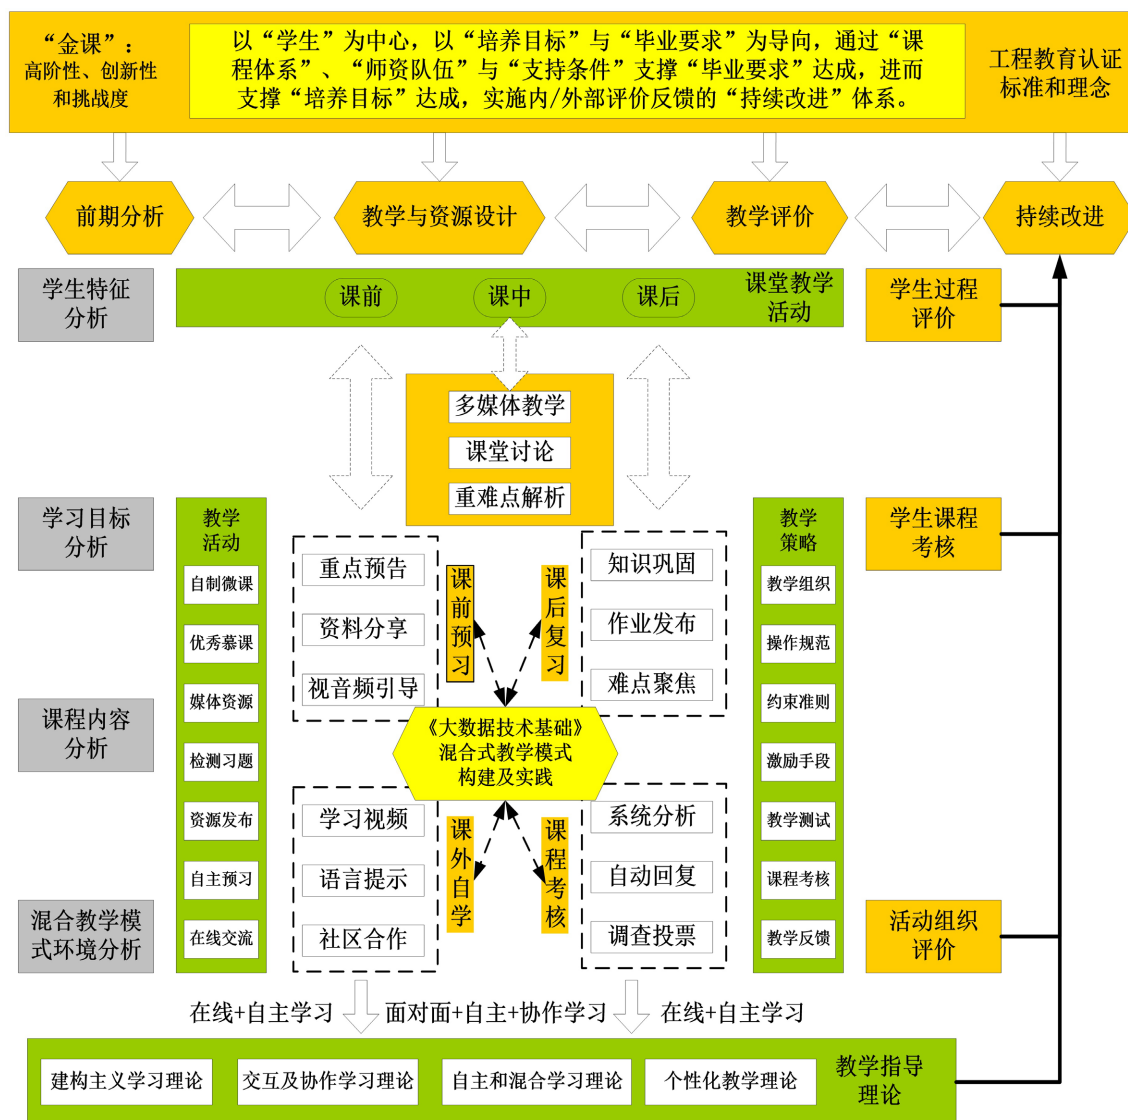 “金课”：
高阶性、创新性
和挑战度
以“学生”为中心，以“培养目标”与“毕业要求”为导向，通过“课
程体系”、“师资队伍”与“支持条件”支撑“毕业要求”达成，进而
支撑“培养目标”达成，实施内/外部评价反馈的“持续改进”体系。
工程教育认证
标准和理念
前期分析
教学与资源设计
教学评价
持续改进
学生特征
分析
课前
课中
课后
课堂教学
活动
学生过程
评价
多媒体教学
课堂讨论
重难点解析
学习目标
分析
教学
活动
自制微课
优秀慕课
媒体资源
检测习题
资源发布
自主预习
在线交流
重点预告
资料分享
视音频引导
课前预习
课后复习
知识巩固
作业发布
难点聚焦
教学
策略
教学组织
操作规范
约束准则
激励手段
教学测试
课程考核
教学反馈
学生课程
考核
课程内容
分析
《大数据技术基础》
混合式教学模式
构建及实践
学习视频
语言提示
社区合作
课外自学
课程考核
系统分析
自动回复
调查投票
混合教学模
式环境分析
活动组织
评价
在线+自主学习
面对面+自主+协作学习
在线+自主学习
建构主义学习理论
交互及协作学习理论
自主和混合学习理论
个性化教学理论
教学指导
理论